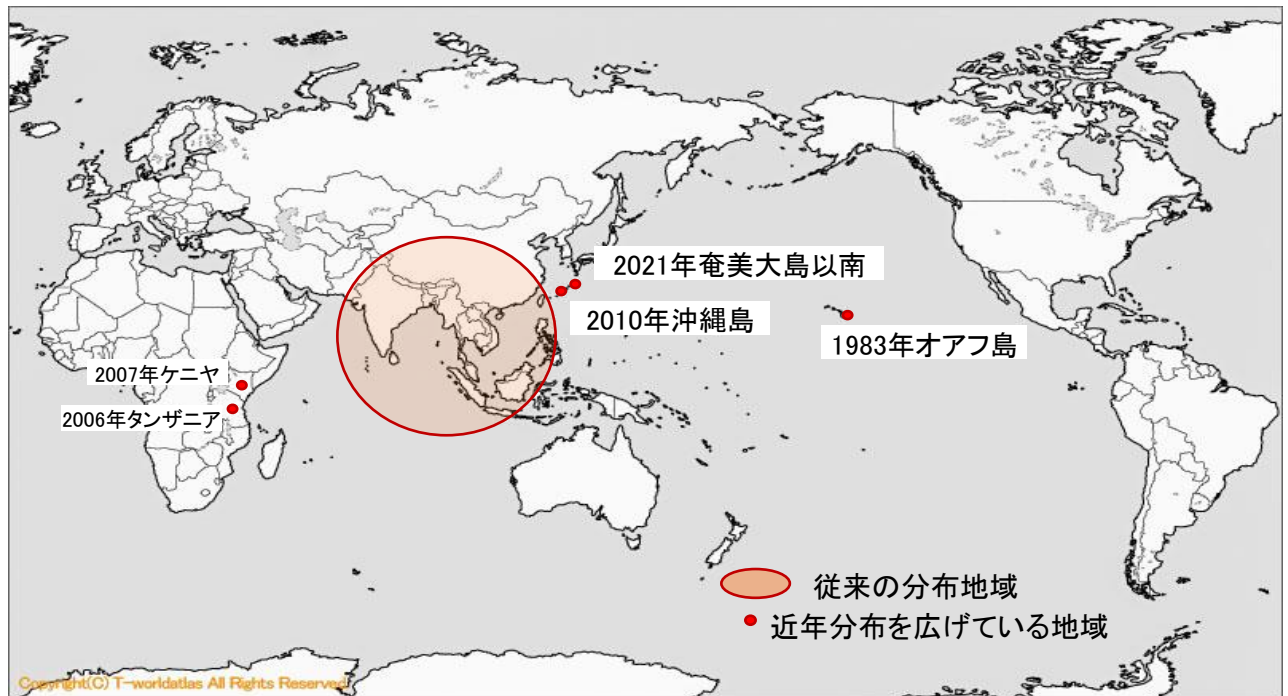 2021年奄美大島以南
2010年沖縄島
1983年オアフ島
2007年ケニヤ
2006年タンザニア
従来の分布地域
近年分布を広げている地域
Copyright(C) T-worldatlas All Rights Reserved